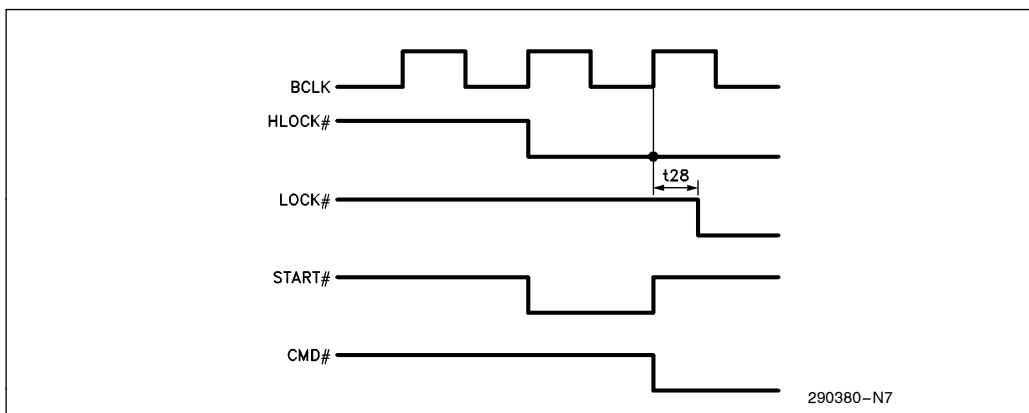 BCLK
HLOCK#
t28
LOCK#
START#
CMD#
290380–N7